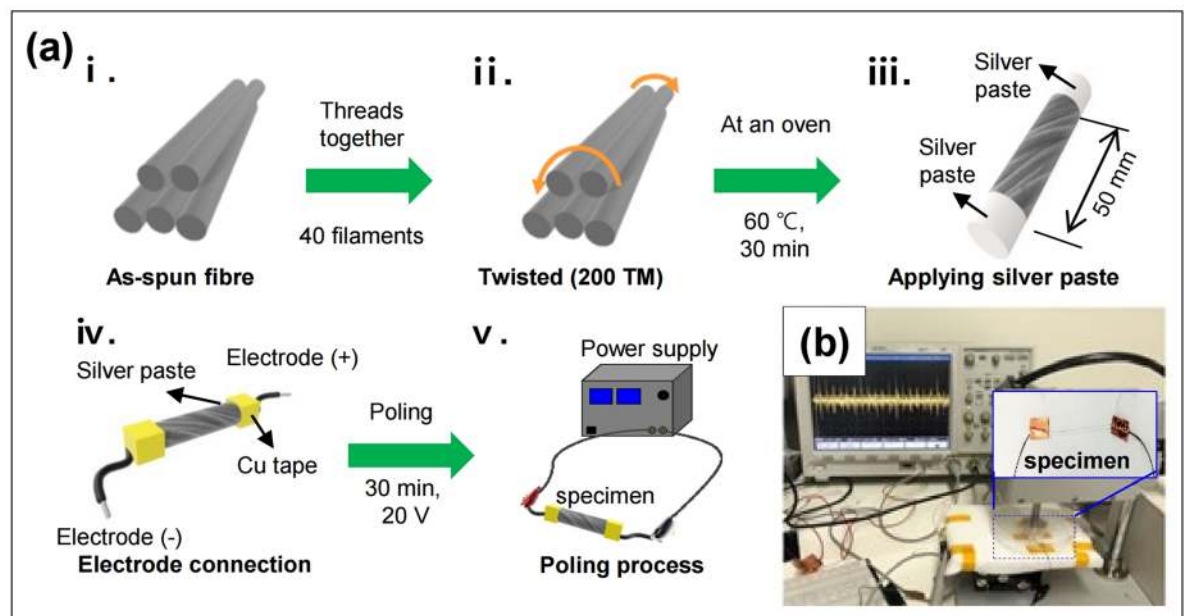 (a)
i.
Threads
together
40 filaments
As-spun fibre
ii.
At an oven
60 ℃,
30 min
Twisted (200 TM)
iii.
Silver
paste
Silver
paste
50 mm
Applying silver paste
iv.
Silver paste
Electrode (+)
Cu tape
Electrode (-)
Electrode connection
Poling
30 min,
20 V
v.
Power supply
specimen
Poling process
(b)
specimen